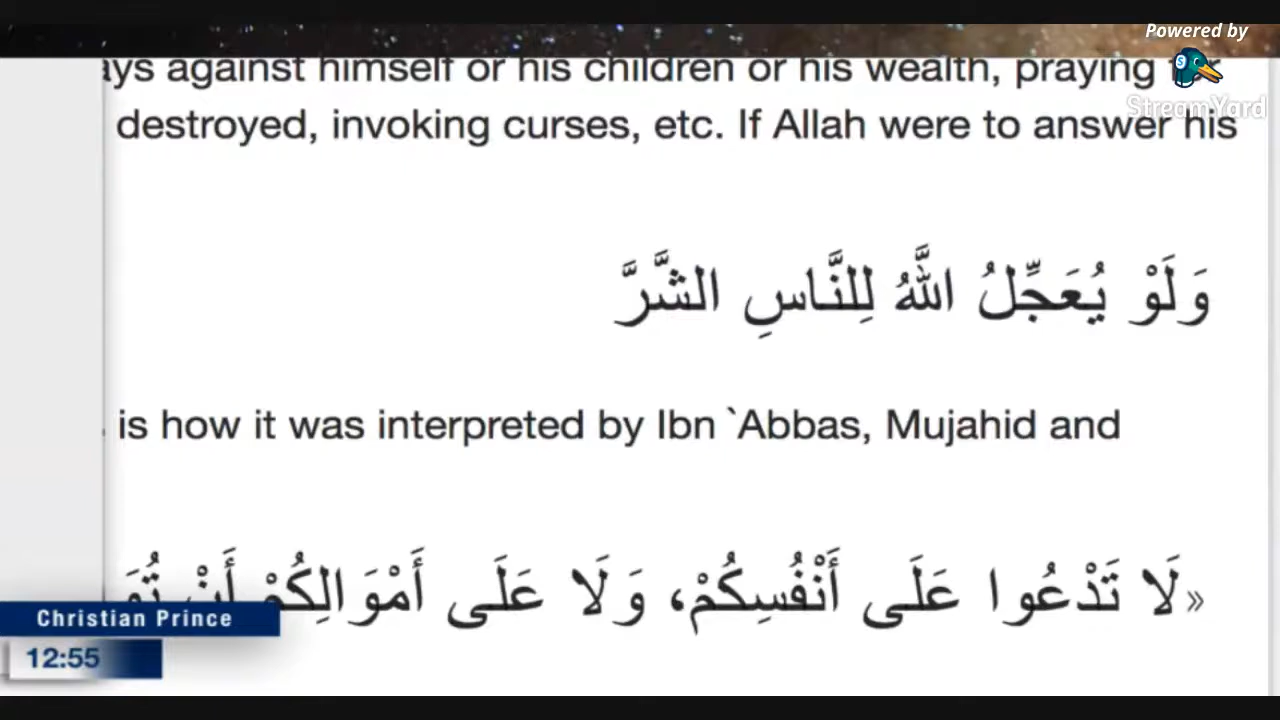 Powered by
StreamYard
ays against himself or his children or his wealth, praying
destroyed, invoking curses, etc. If Allah were to answer his
وَلَوْ يُعَجِّلُ اللَّهُ لِلنَّاسِ الشَّرَّ
is how it was interpreted by Ibn `Abbas, Mujahid and
«لَا تَدْعُوا عَلَى أَنْفُسِكُمْ، وَلَا عَلَى أَمْوَالِكُمْ أَنْ
Christian Prince
12:55